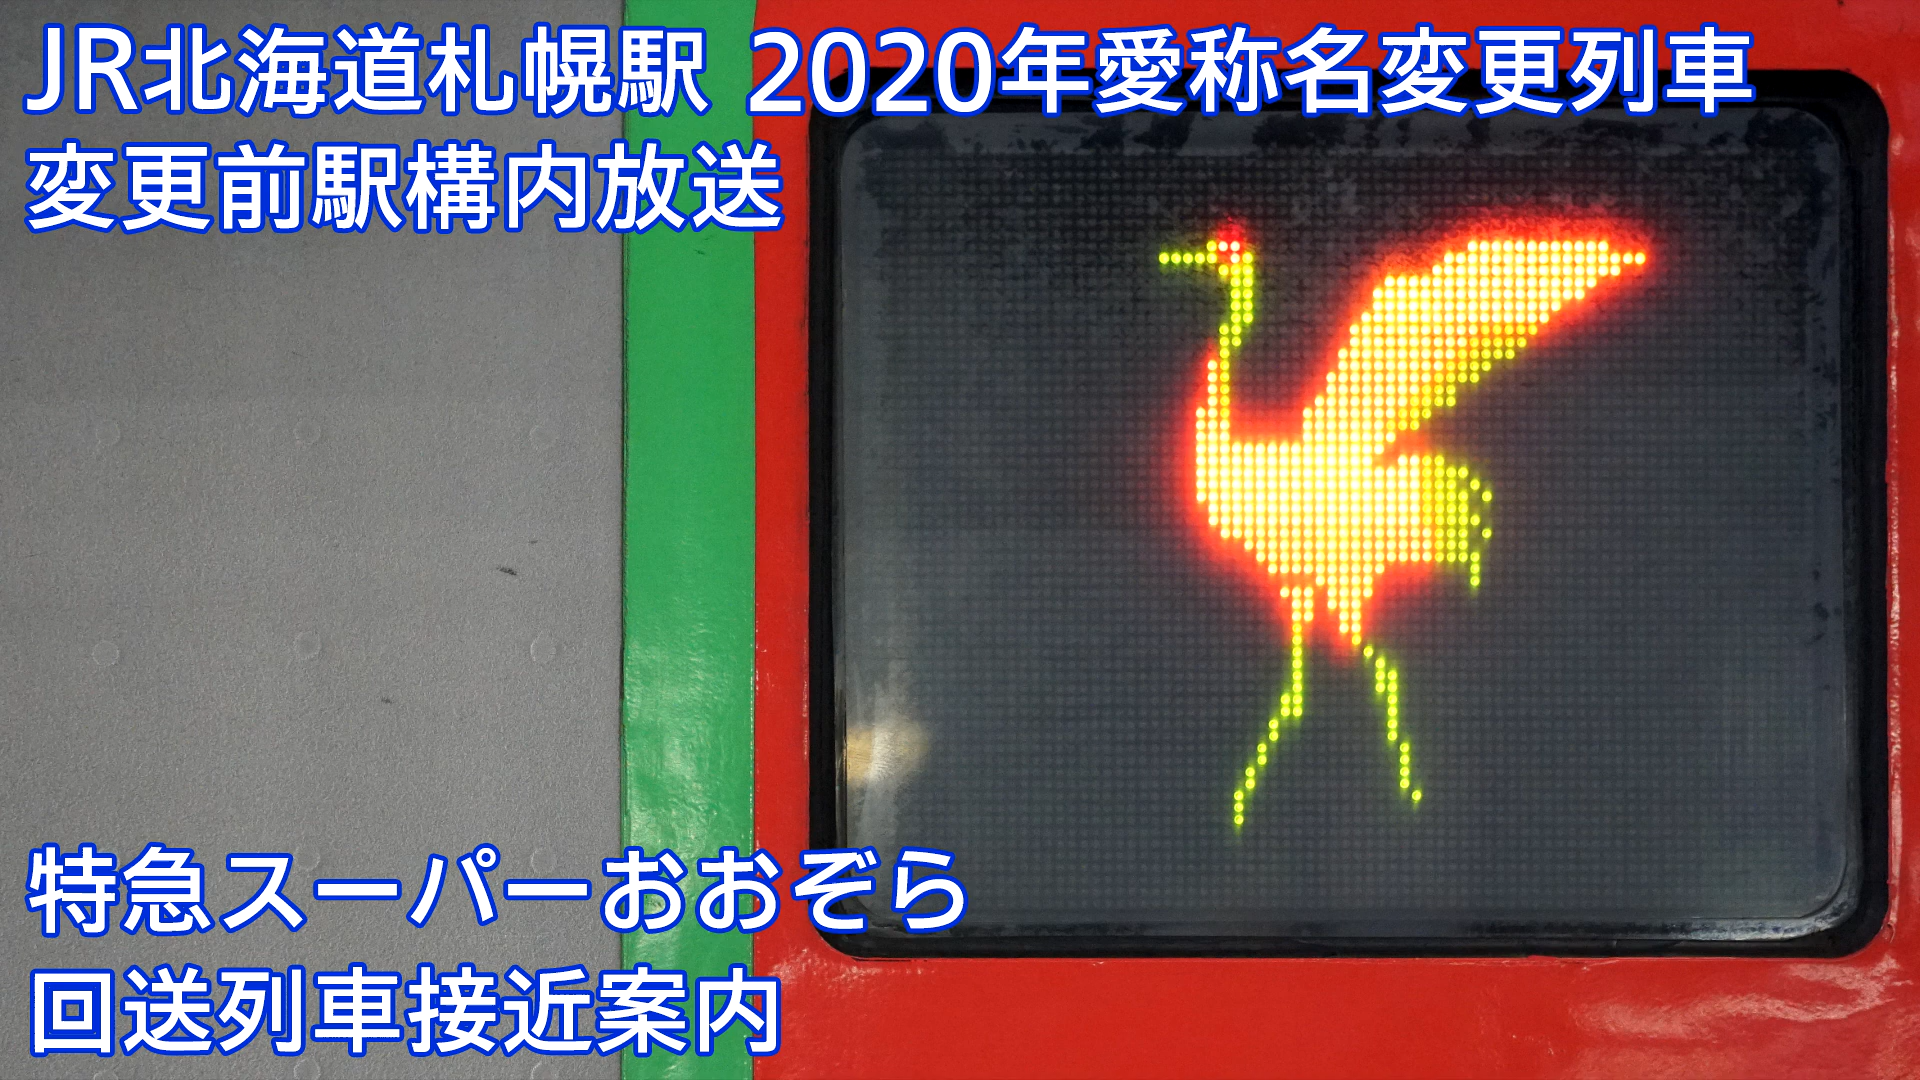 JR北海道札幌駅 2020年愛称名変更列車
変更前駅構内放送
特急スーパーおおぞら
回送列車接近案内